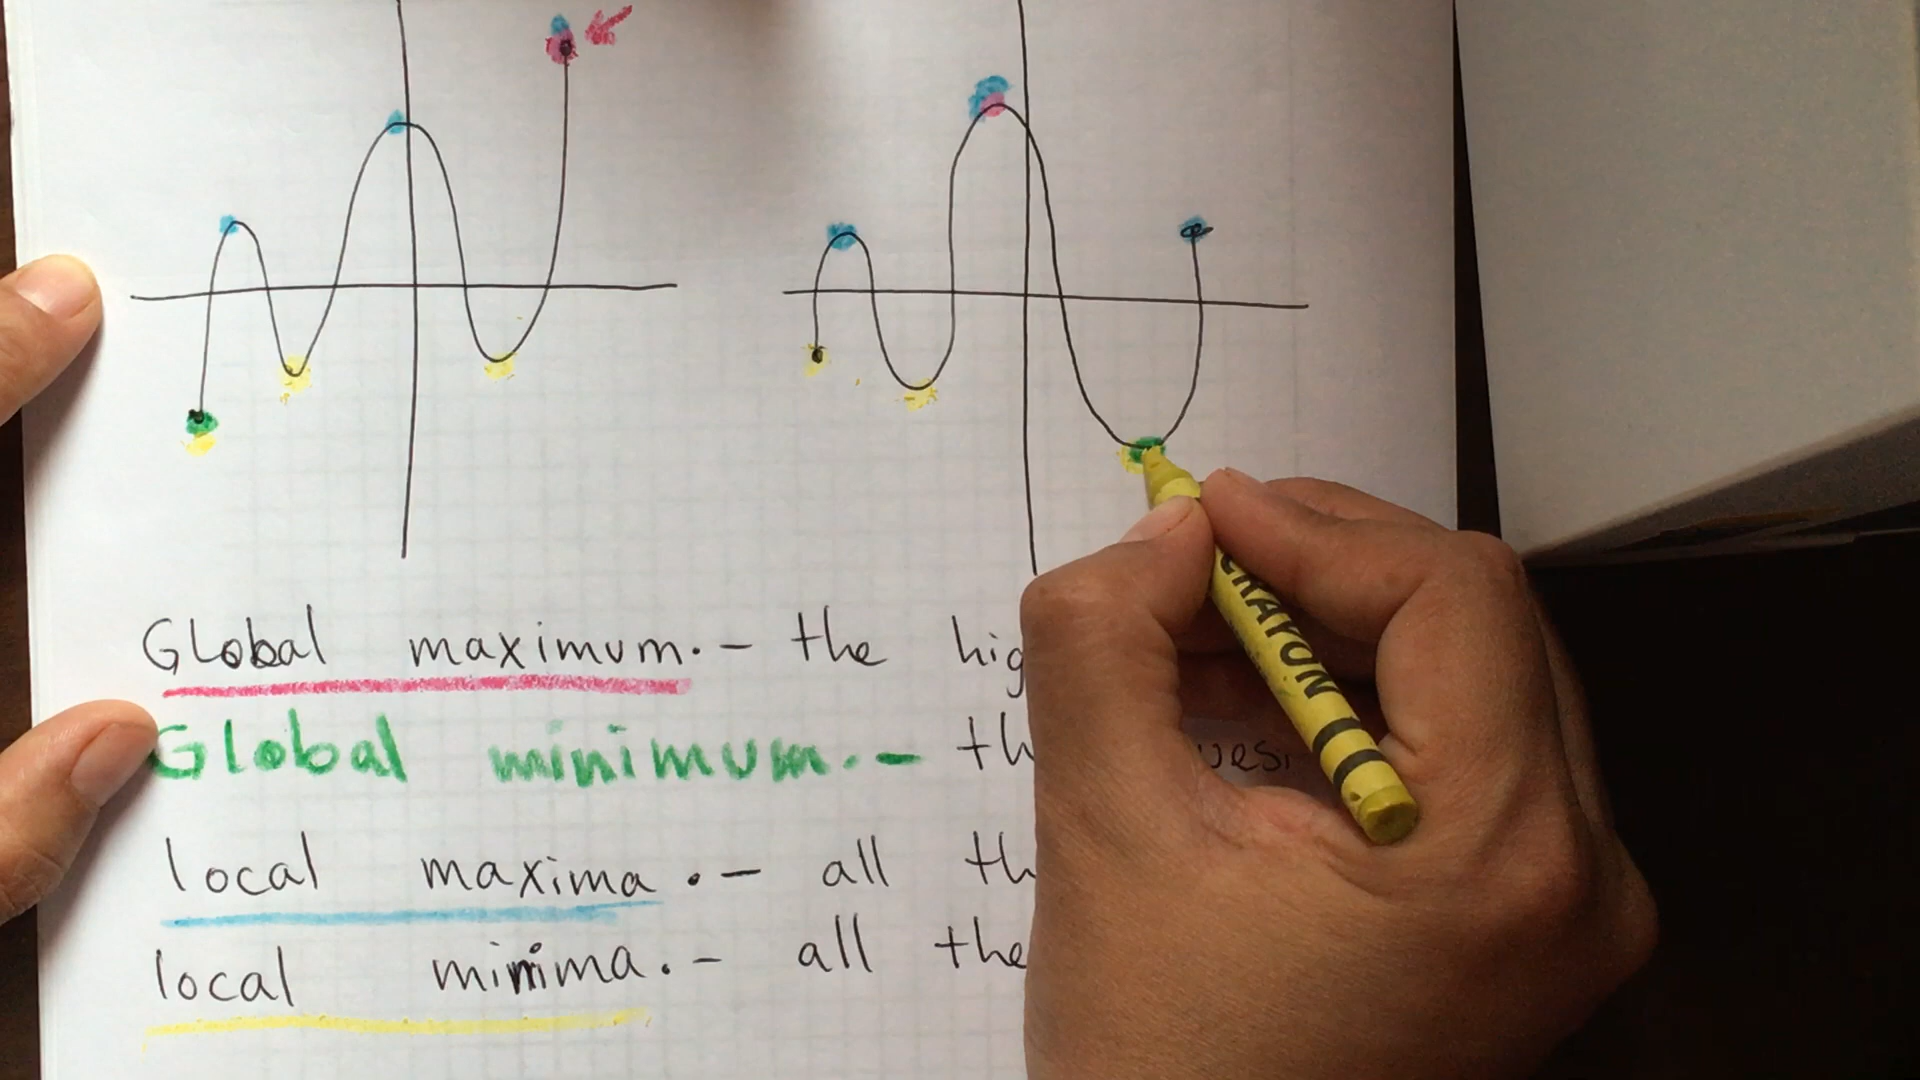 Global maximum.- the hig
Global minimum.- th
local maxima.- all th
local minima.- all the
CRAYON